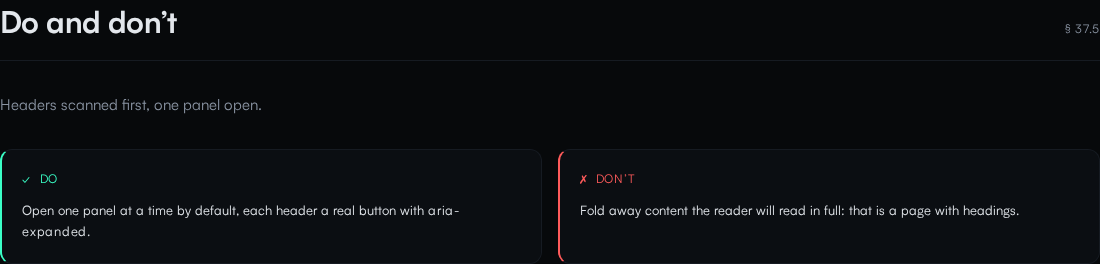 Do and don’t
§ 37.5
Headers scanned first, one panel open.
✓ DO
Open one panel at a time by default, each header a real button with aria-
expanded.
✗ DON’T
Fold away content the reader will read in full: that is a page with headings.